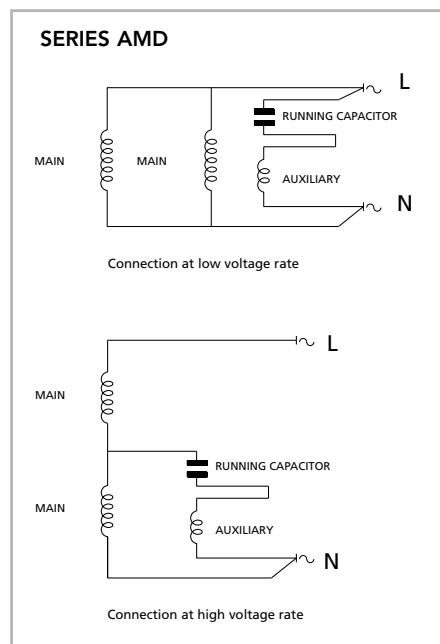 SERIES AMD
L
RUNNING CAPACITOR
MAIN MAIN
AUXILIARY
N
Connection at low voltage rate
L
MAIN
RUNNING CAPACITOR
MAIN
AUXILIARY
N
Connection at high voltage rate